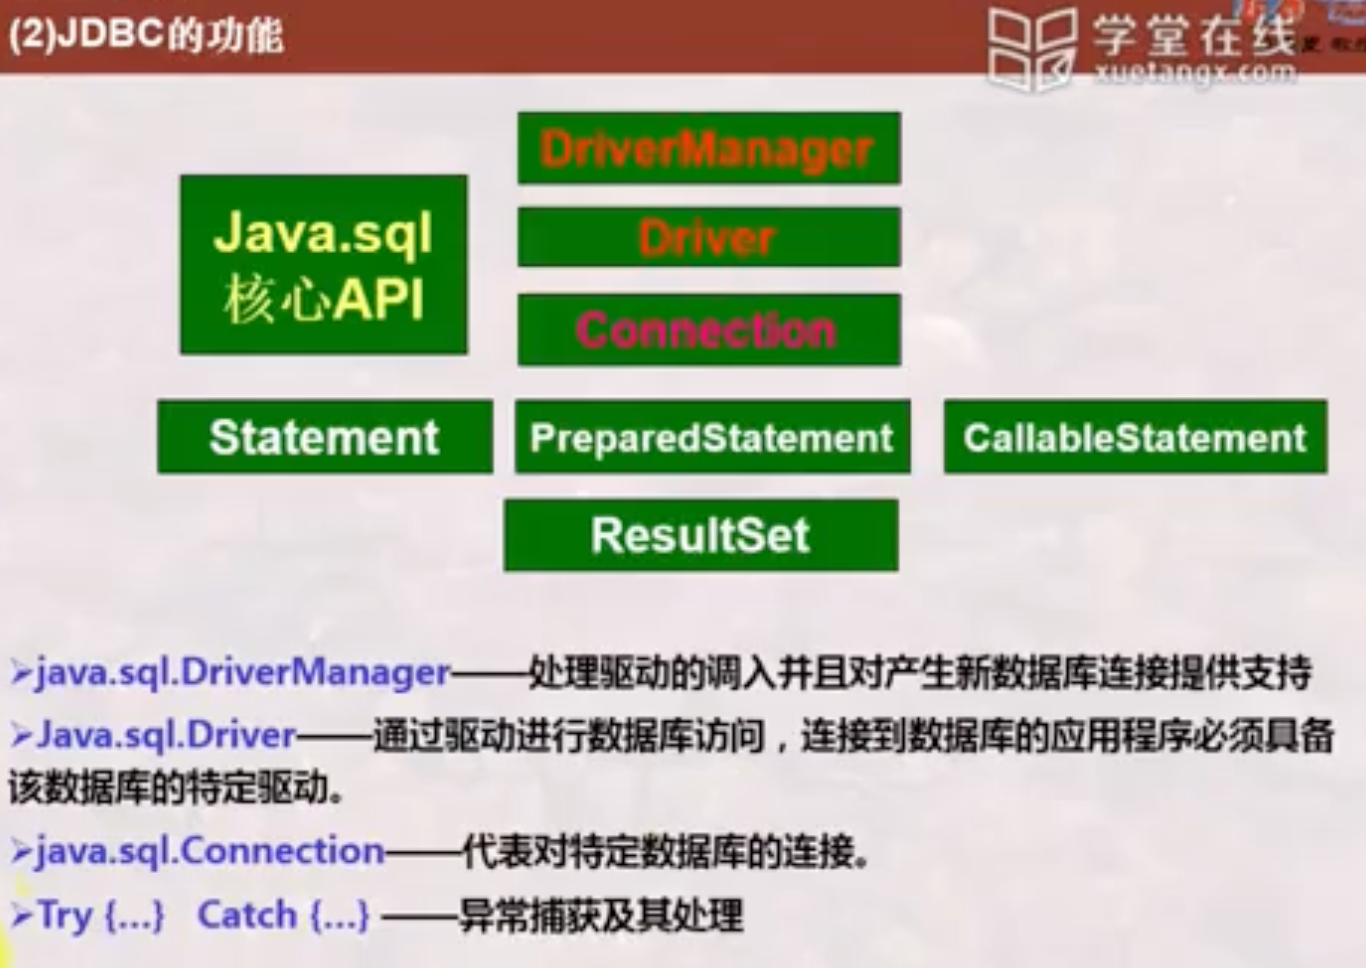 (2)JDBC的功能
学堂在线
xuetangx.com
DriverManager
Java.sql
核心API
Driver
Connection
Statement
PreparedStatement
CallableStatement
ResultSet
➢java.sql.DriverManager——处理驱动的调入并且对产生新数据库连接提供支持
➢Java.sql.Driver——通过驱动进行数据库访问，连接到数据库的应用程序必须具备
该数据库的特定驱动。
➢java.sql.Connection——代表对特定数据库的连接。
➢Try {...} Catch {...} ——异常捕获及其处理